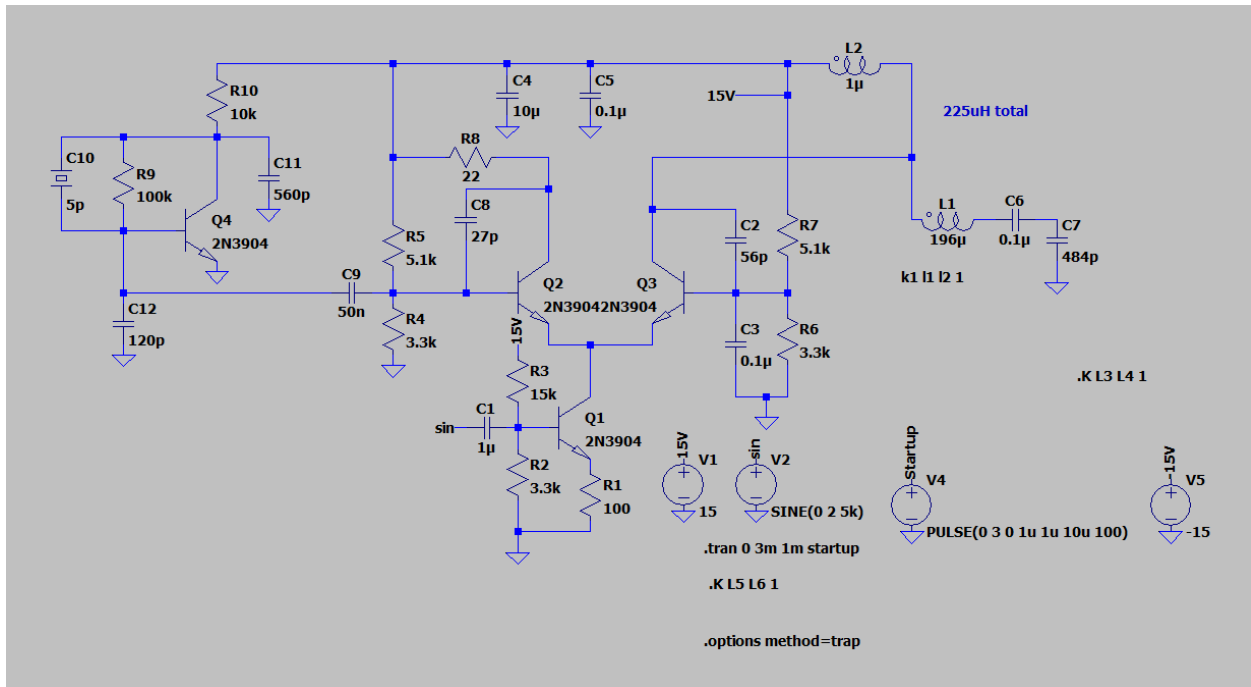 R10
10k
C10
5p
R9
100k
C11
560p
Q4
2N3904
C12
120p
C9
50n
C4
10µ
C5
0.1µ
15V
L2
1µ
225uH total
R8
22
C8
27p
R5
5.1k
R4
3.3k
Q2
2N3904
Q3
2N3904
C2
56p
R7
5.1k
C3
0.1µ
R6
3.3k
L1
196µ
C6
0.1µ
C7
484p
k1 l1 l2 1
15V
R3
15k
sin
C1
1µ
R2
3.3k
Q1
2N3904
R1
100
.K L3 L4 1
15V
V1
15
sin
V2
SINE(0 2 5k)
Startup
V4
PULSE(0 3 0 1u 1u 10u 100)
-15V
V5
-15
.tran 0 3m 1m startup
.K L5 L6 1
.options method=trap